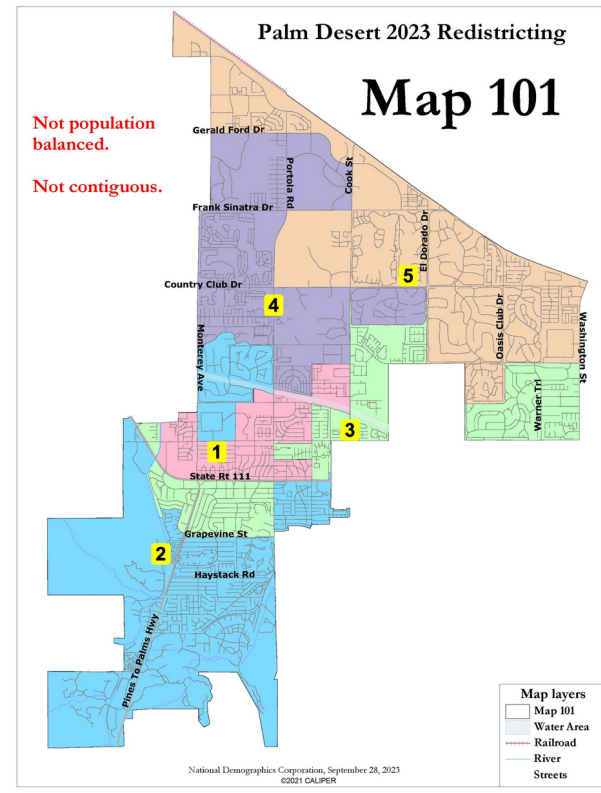 Palm Desert 2023 Redistricting
Map 101
Not population
balanced.
Not contiguous.
Gerald Ford Dr
Portola Rd
Cook St
Frank Sinatra Dr
El Dorado Dr
5
Country Club Dr
4
Oasis Club Dr
Washington St
Monterey Ave
Warner Trl
3
1
State Rt 111
Grapevine St
2
Haystack Rd
Pines To Palms Hwy
Map layers
Map 101
Water Area
Railroad
River
Streets
National Demographics Corporation, September 28, 2023
©2021 CALIPER